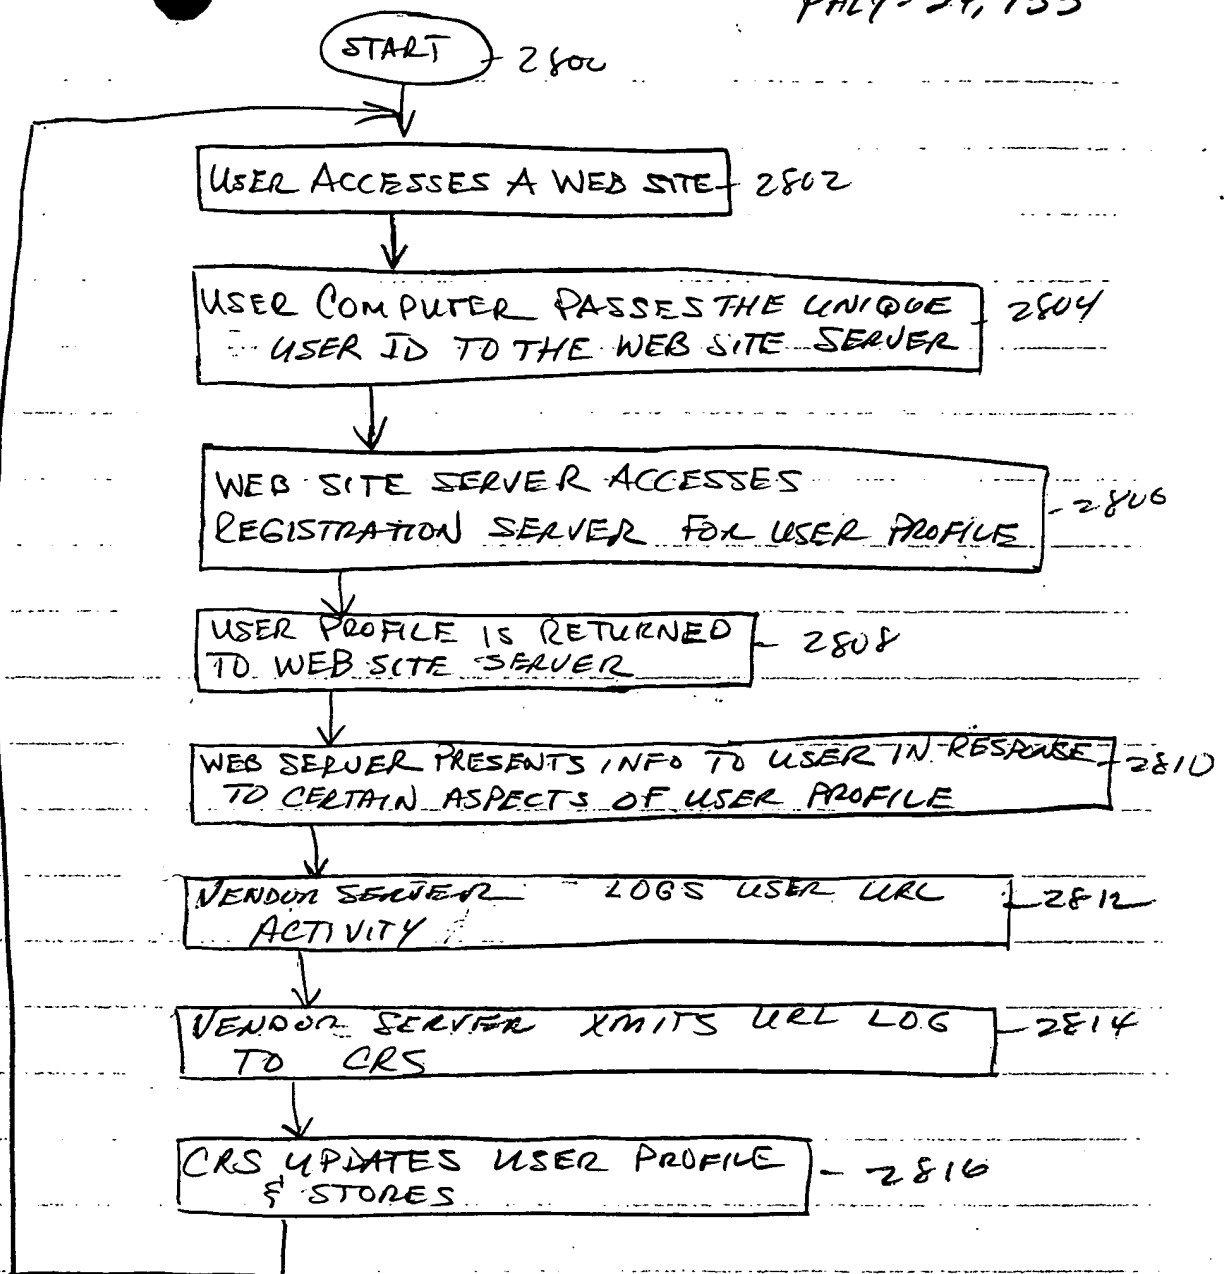 PHLY-24,733
START
2800
USER ACCESSES A WEB SITE
2802
USER COMPUTER PASSES THE UNIQUE
USER ID TO THE WEB SITE SERVER
2804
WEB SITE SERVER ACCESSES
REGISTRATION SERVER FOR USER PROFILE
2806
USER PROFILE IS RETURNED
TO WEB SITE SERVER
2808
WEB SERVER PRESENTS INFO TO USER IN RESPONSE
TO CERTAIN ASPECTS OF USER PROFILE
2810
VENDOR SERVER LOGS USER URL
ACTIVITY
2812
VENDOR SERVER XMITS URL LOG
TO CRS
2814
CRS UPDATES USER PROFILE
& STORES
2816